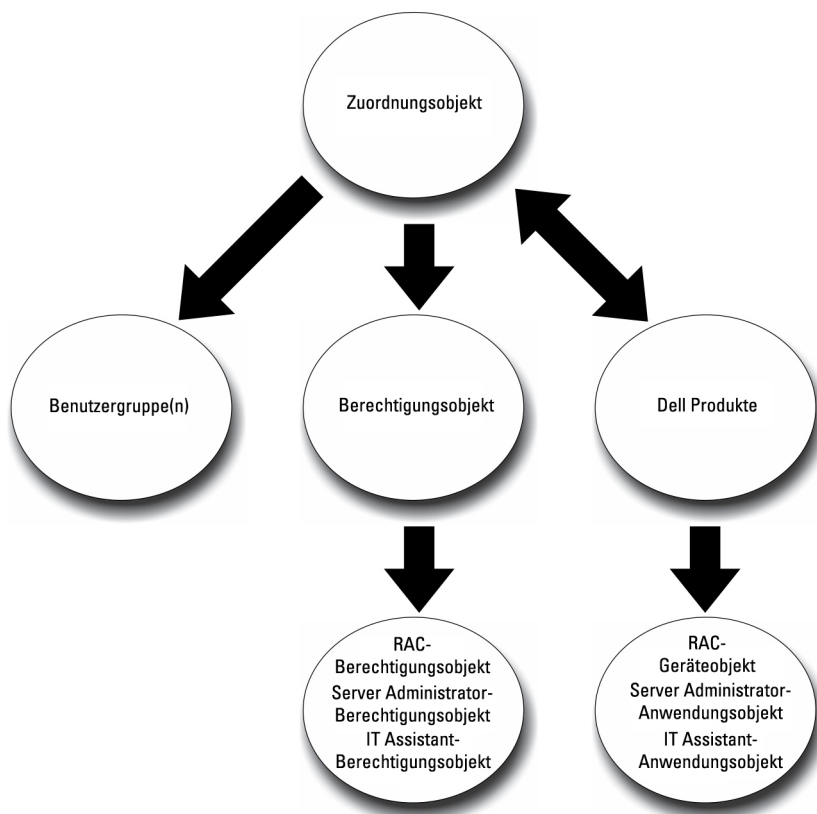 Zuordnungsobjekt
Benutzergruppe(n)
Berechtigungsobjekt
Dell Produkte
RAC-
Berechtigungsobjekt
Server Administrator-
Berechtigungsobjekt
IT Assistant-
Berechtigungsobjekt
RAC-
Geräteobjekt
Server Administrator-
Anwendungsobjekt
IT Assistant-
Anwendungsobjekt